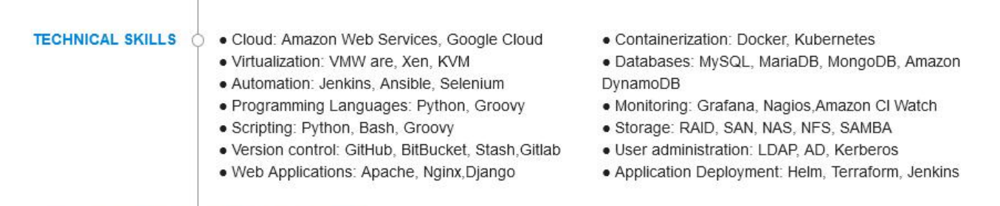 TECHNICAL SKILLS
● Cloud: Amazon Web Services, Google Cloud
● Virtualization: VMW are, Xen, KVM
● Automation: Jenkins, Ansible, Selenium
● Programming Languages: Python, Groovy
● Scripting: Python, Bash, Groovy
● Version control: GitHub, BitBucket, Stash,Gitlab
● Web Applications: Apache, Nginx,Django
● Containerization: Docker, Kubernetes
● Databases: MySQL, MariaDB, MongoDB, Amazon
DynamoDB
● Monitoring: Grafana, Nagios,Amazon Cl Watch
● Storage: RAID, SAN, NAS, NFS, SAMBA
● User administration: LDAP, AD, Kerberos
● Application Deployment: Helm, Terraform, Jenkins